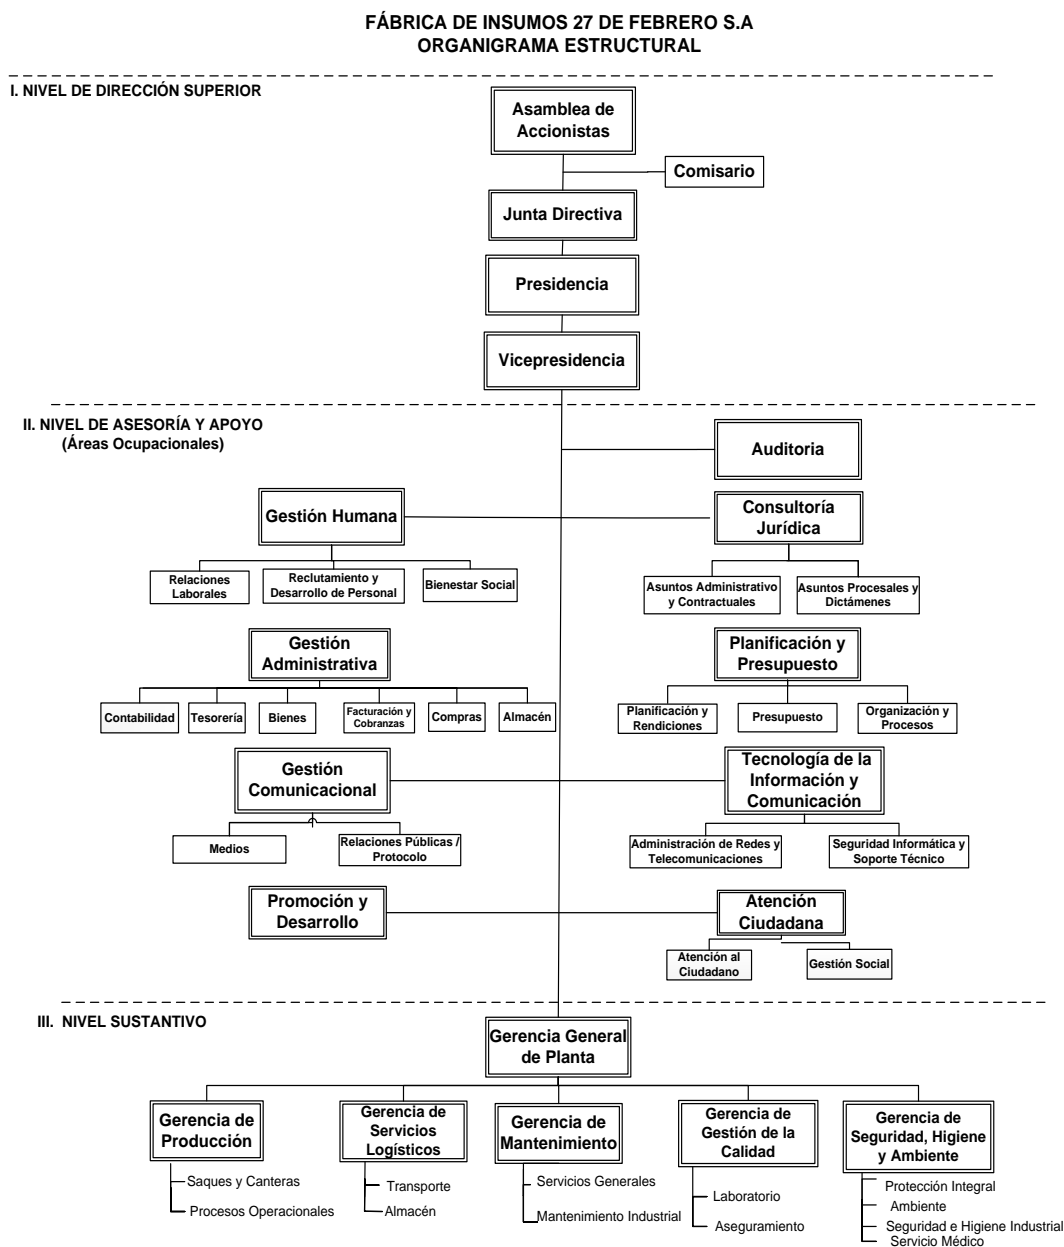 FÁBRICA DE INSUMOS 27 DE FEBRERO S.A
ORGANIGRAMA ESTRUCTURAL
I. NIVEL DE DIRECCIÓN SUPERIOR
Asamblea de
Accionistas
Comisario
Junta Directiva
Presidencia
Vicepresidencia
II. NIVEL DE ASESORÍA Y APOYO
(Áreas Ocupacionales)
Auditoria
Gestión Humana
Consultoría
Jurídica
Relaciones
Laborales
Reclutamiento y
Desarrollo de Personal
Bienestar Social
Asuntos Administrativo
y Contractuales
Asuntos Procesales y
Dictámenes
Gestión
Administrativa
Planificación y
Presupuesto
Contabilidad
Tesorería
Bienes
Facturación y
Cobranzas
Compras
Almacén
Planificación y
Rendiciones
Presupuesto
Organización y
Procesos
Gestión
Comunicacional
Tecnología de la
Información y
Comunicación
Medios
Relaciones Públicas /
Protocolo
Administración de Redes y
Telecomunicaciones
Seguridad Informática y
Soporte Técnico
Promoción y
Desarrollo
Atención
Ciudadana
Atención al
Ciudadano
Gestión Social
III. NIVEL SUSTANTIVO
Gerencia General
de Planta
Gerencia de
Producción
Gerencia de
Servicios
Logísticos
Gerencia de
Mantenimiento
Gerencia de
Gestión de la
Calidad
Gerencia de
Seguridad, Higiene
y Ambiente
Saques y Canteras
Procesos Operacionales
Transporte
Almacén
Servicios Generales
Mantenimiento Industrial
Laboratorio
Aseguramiento
Protección Integral
Ambiente
Seguridad e Higiene Industrial
Servicio Médico